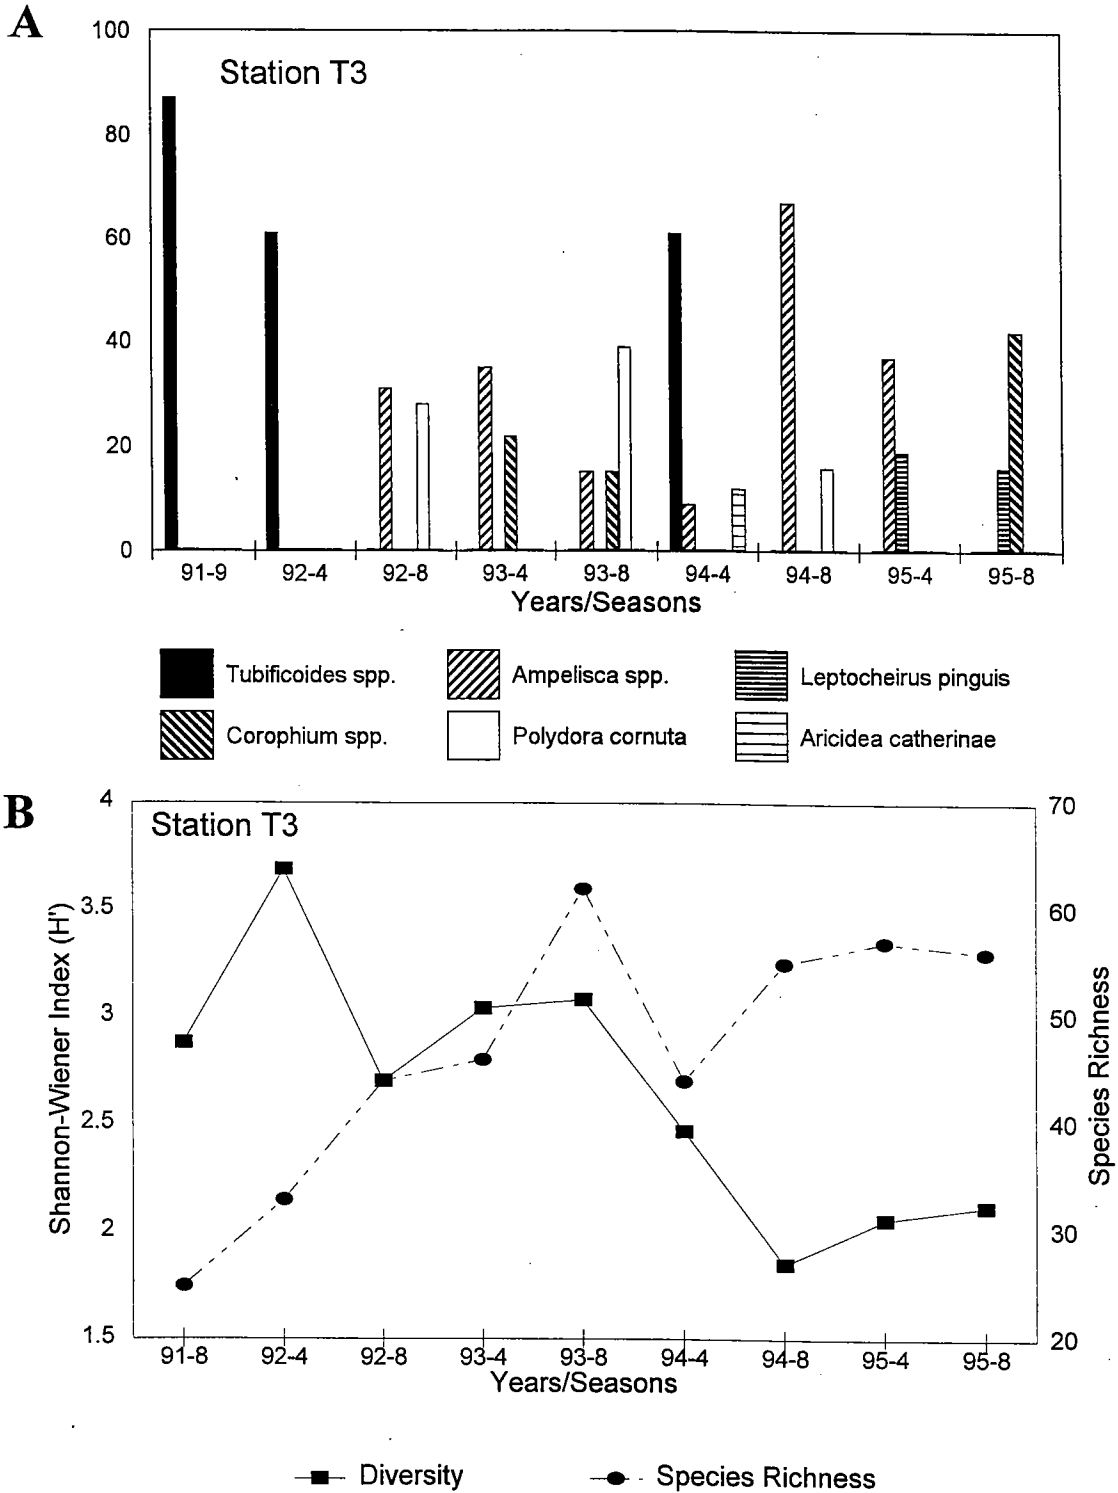 A
100
80
60
40
20
0
Station T3
91-9 92-4 92-8 93-4 93-8 94-4 94-8 95-4 95-8
Years/Seasons
Tubificoides spp. Ampelisca spp. Leptocheirus pinguis
Corophium spp. Polydora cornuta Aricidea catherinae
B
Station T3
Shannon-Wiener Index (H')
4
3.5
3
2.5
2
1.5
70
60
50
40
30
20
Species Richness
91-8 92-4 92-8 93-4 93-8 94-4 94-8 95-4 95-8
Years/Seasons
Diversity Species Richness